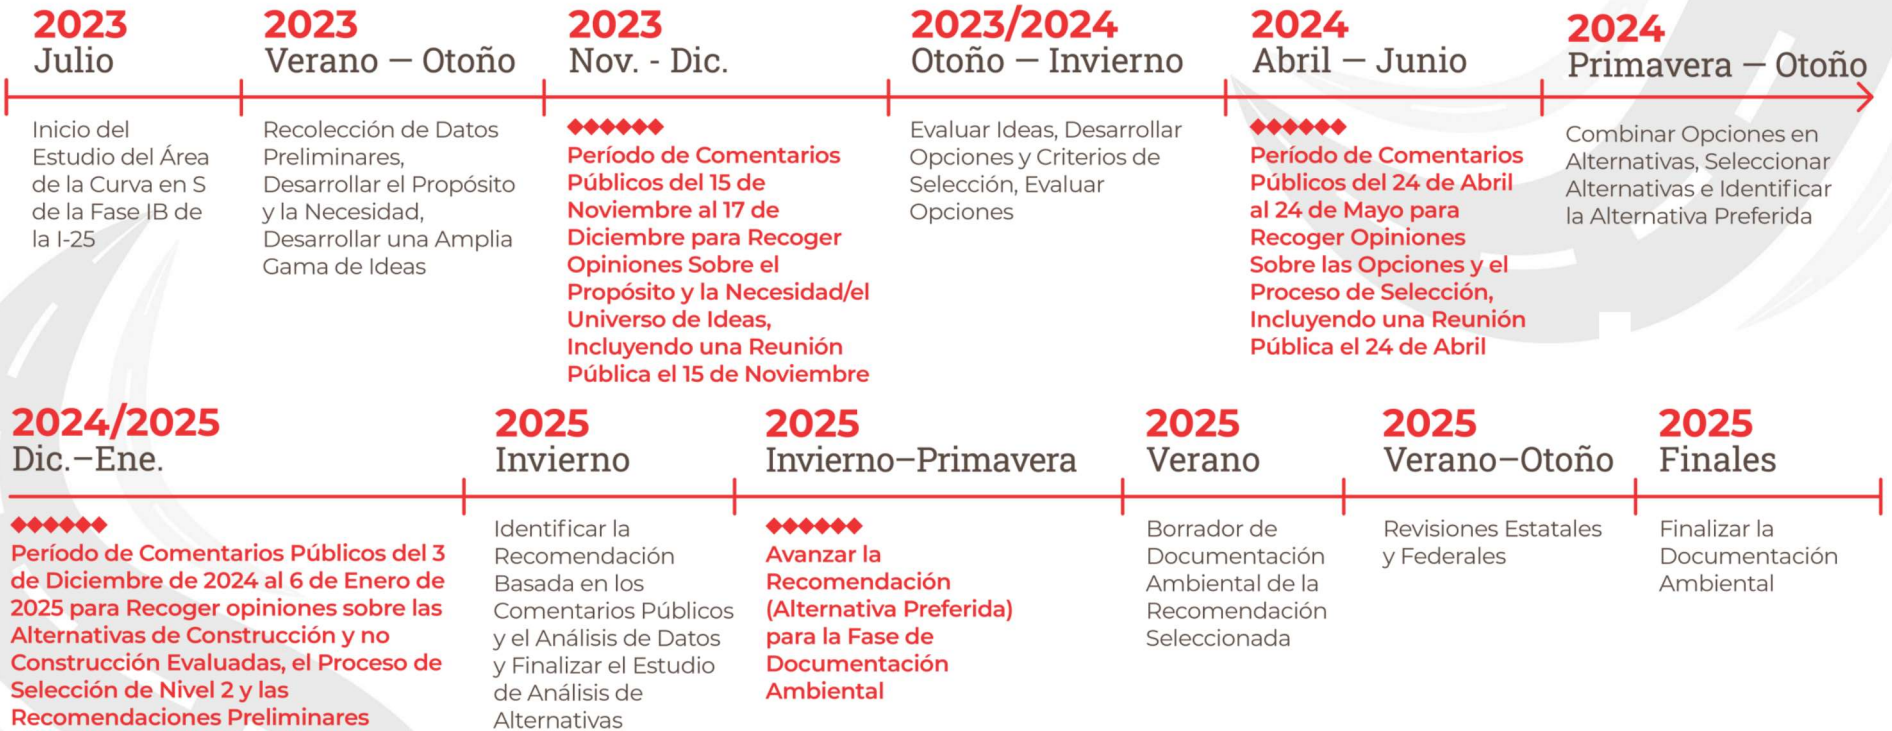 2023
Julio
Inicio del
Estudio del Área
de la Curva en S
de la Fase IB de
la I-25
2023
Verano — Otoño
Recolección de Datos
Preliminares,
Desarrollar el Propósito
y la Necesidad,
Desarrollar una Amplia
Gama de Ideas
2023
Nov. - Dic.
Período de Comentarios
Públicos del 15 de
Noviembre al 17 de
Diciembre para Recoger
Opiniones Sobre el
Propósito y la Necesidad/el
Universo de Ideas,
Incluyendo una Reunión
Pública el 15 de Noviembre
2023/2024
Otoño — Invierno
Evaluar Ideas, Desarrollar
Opciones y Criterios de
Selección, Evaluar
Opciones
2024
Abril — Junio
Período de Comentarios
Públicos del 24 de Abril
al 24 de Mayo para
Recoger Opiniones
Sobre las Opciones y el
Proceso de Selección,
Incluyendo una Reunión
Pública el 24 de Abril
2024
Primavera — Otoño
Combinar Opciones en
Alternativas, Seleccionar
Alternativas e Identificar
la Alternativa Preferida
2024/2025
Dic.–Ene.
Período de Comentarios Públicos del 3
de Diciembre de 2024 al 6 de Enero de
2025 para Recoger opiniones sobre las
Alternativas de Construcción y no
Construcción Evaluadas, el Proceso de
Selección de Nivel 2 y las
Recomendaciones Preliminares
2025
Invierno
Identificar la
Recomendación
Basada en los
Comentarios Públicos
y el Análisis de Datos
y Finalizar el Estudio
de Análisis de
Alternativas
2025
Invierno–Primavera
Avanzar la
Recomendación
(Alternativa Preferida)
para la Fase de
Documentación
Ambiental
2025
Verano
Borrador de
Documentación
Ambiental de la
Recomendación
Seleccionada
2025
Verano–Otoño
Revisiones Estatales
y Federales
2025
Finales
Finalizar la
Documentación
Ambiental